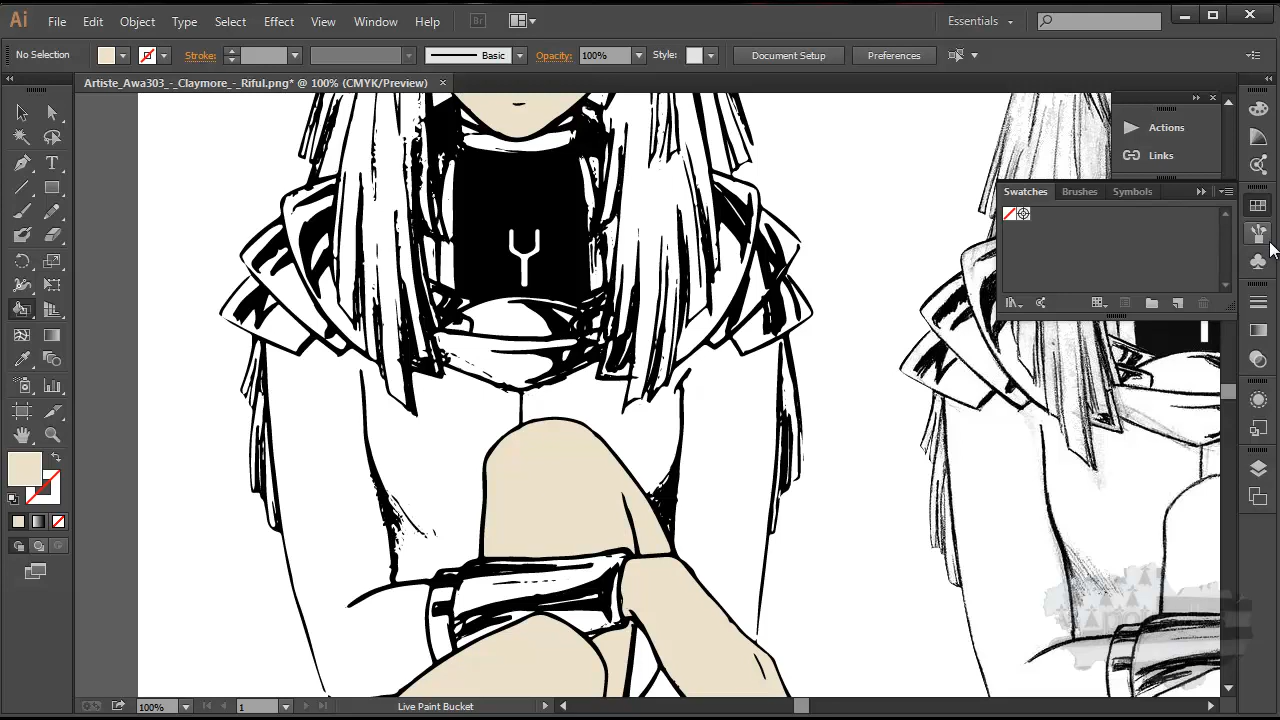 Ai File Edit Object Type Select Effect View Window Help Br Essentials
No Selection Stroke: Basic Opacity: 100% Style: Document Setup Preferences
Artiste_Awa303_-_Claymore_-_Riful.png* @ 100% (CMYK/Preview)
Actions
Links
Swatches Brushes Symbols
T
100% 1 Live Paint Bucket